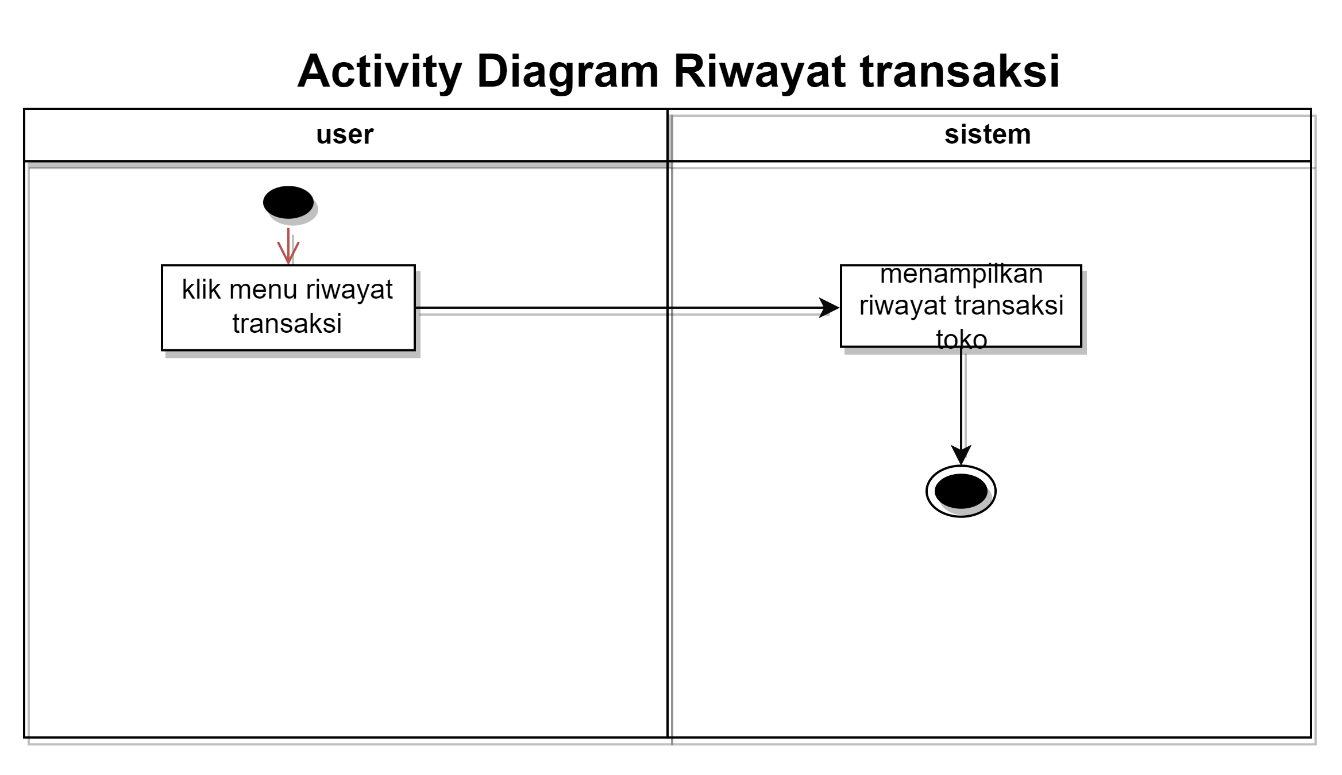 Activity Diagram Riwayat transaksi
user
sistem
klik menu riwayat
transaksi
menampilkan
riwayat transaksi
toko